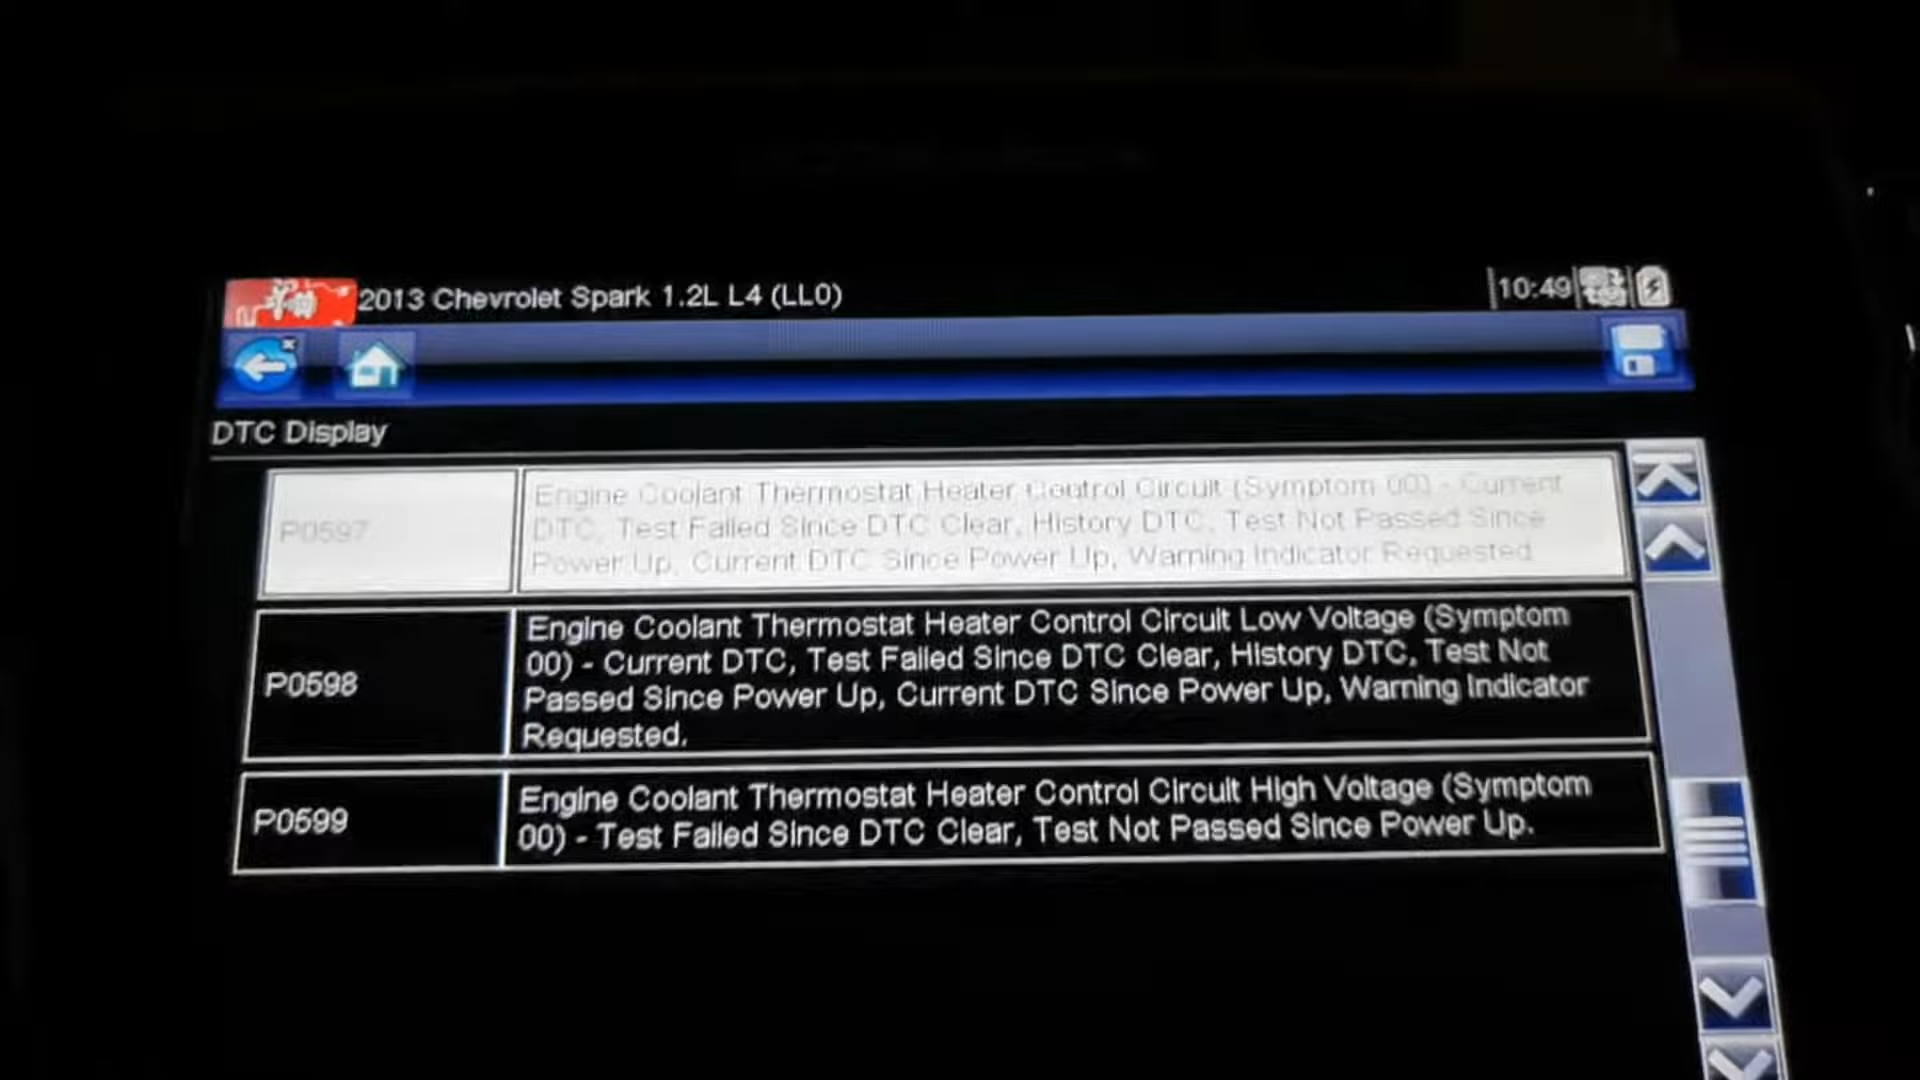 2013 Chevrolet Spark 1.2L L4 (LL0)
10:49
DTC Display
P0597
Engine Coolant Thermostat Heater Control Circuit (Symptom 00) - Current
DTC, Test Failed Since DTC Clear, History DTC, Test Not Passed Since
Power Up, Current DTC Since Power Up, Warning Indicator Requested
P0598
Engine Coolant Thermostat Heater Control Circuit Low Voltage (Symptom
00) - Current DTC, Test Failed Since DTC Clear, History DTC, Test Not
Passed Since Power Up, Current DTC Since Power Up, Warning Indicator
Requested.
P0599
Engine Coolant Thermostat Heater Control Circuit High Voltage (Symptom
00) - Test Failed Since DTC Clear, Test Not Passed Since Power Up.